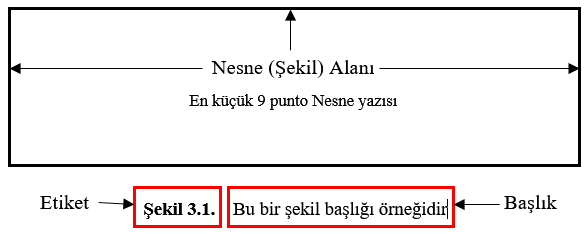 Nesne (Şekil) Alanı
En küçük 9 punto Nesne yazısı
Etiket Şekil 3.1. Bu bir şekil başlığı örneğidir Başlık